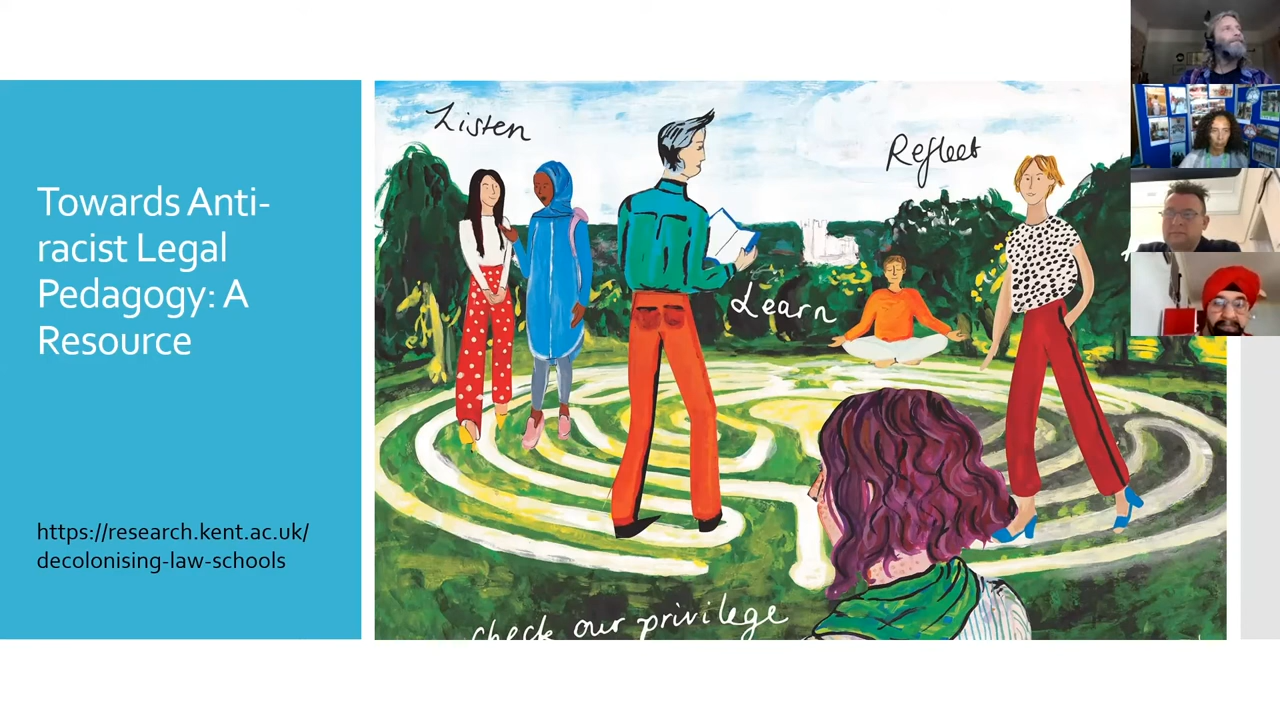 Towards Anti-
racist Legal
Pedagogy: A
Resource
https://research.kent.ac.uk/
decolonising-law-schools
Listen
Reflect
Learn
check our privilege